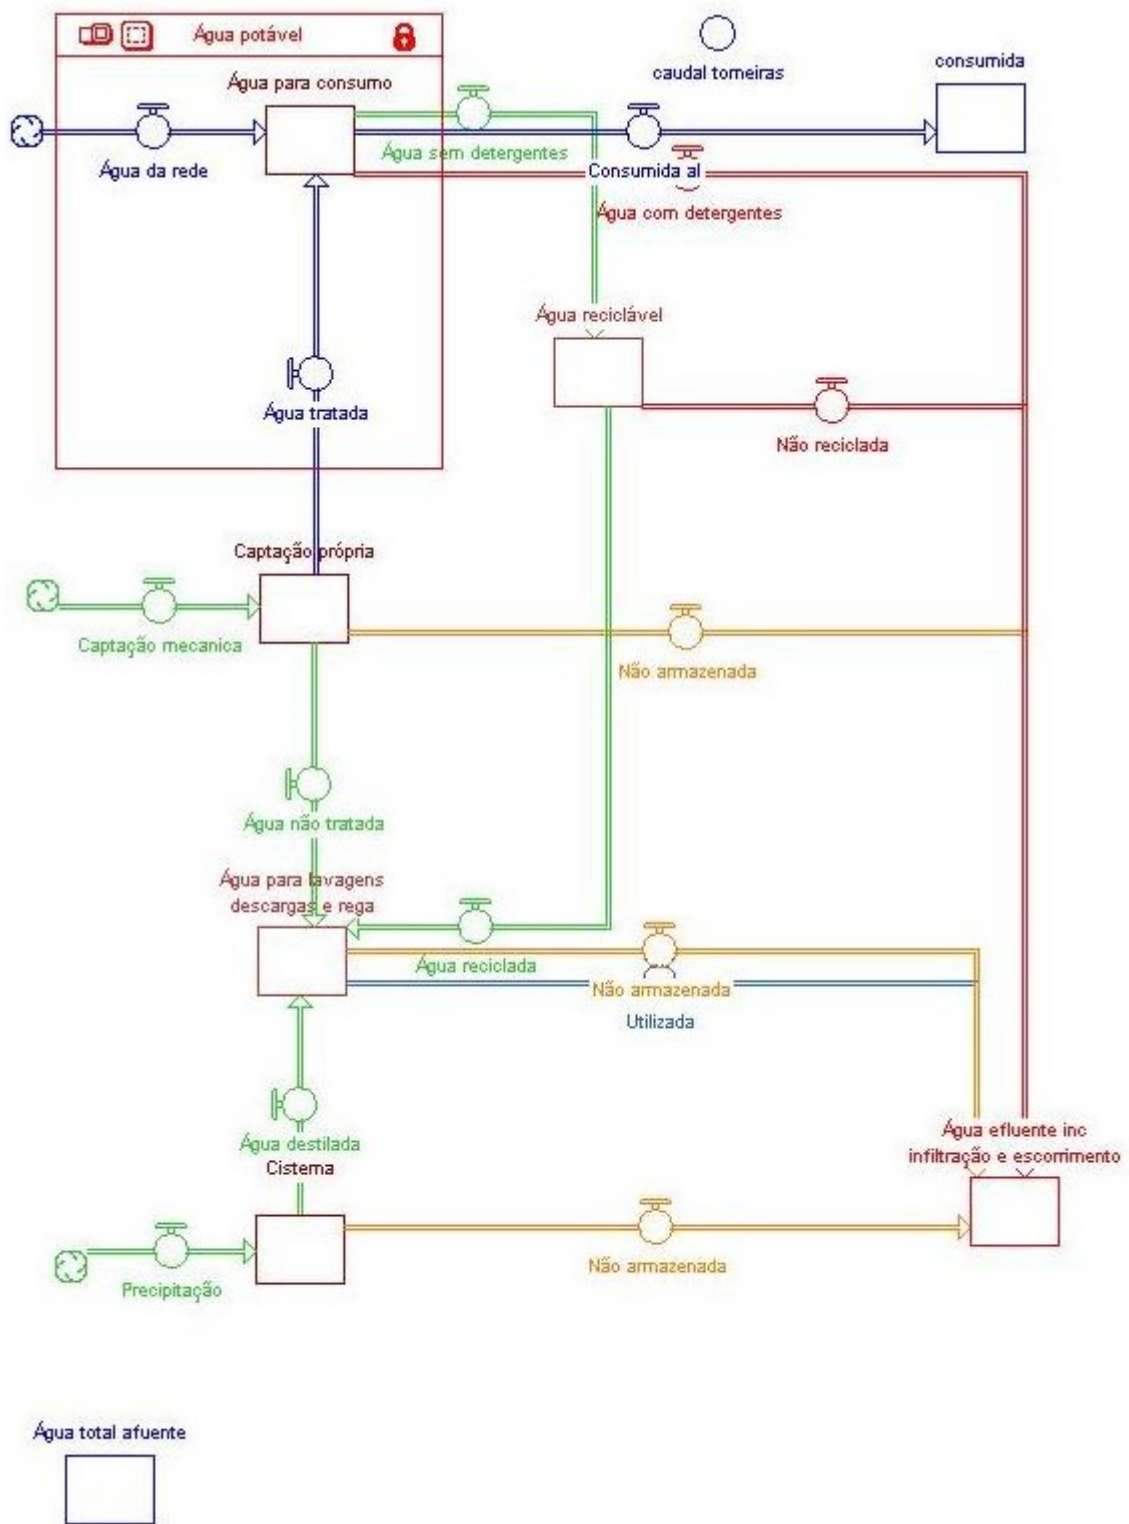 Água potável
caudal torneiras
consumida
Água para consumo
Água da rede
Água sem detergentes
Consumida al
Água com detergentes
Água reciclável
Água tratada
Não reciclada
Captação própria
Captação mecanica
Não armazenada
Água não tratada
Água para lavagens
descargas e rega
Água reciclada
Não armazenada
Utilizada
Água destilada
Cisterna
Água efluente inc
infiltração e escorrimento
Precipitação
Não armazenada
Água total afuente